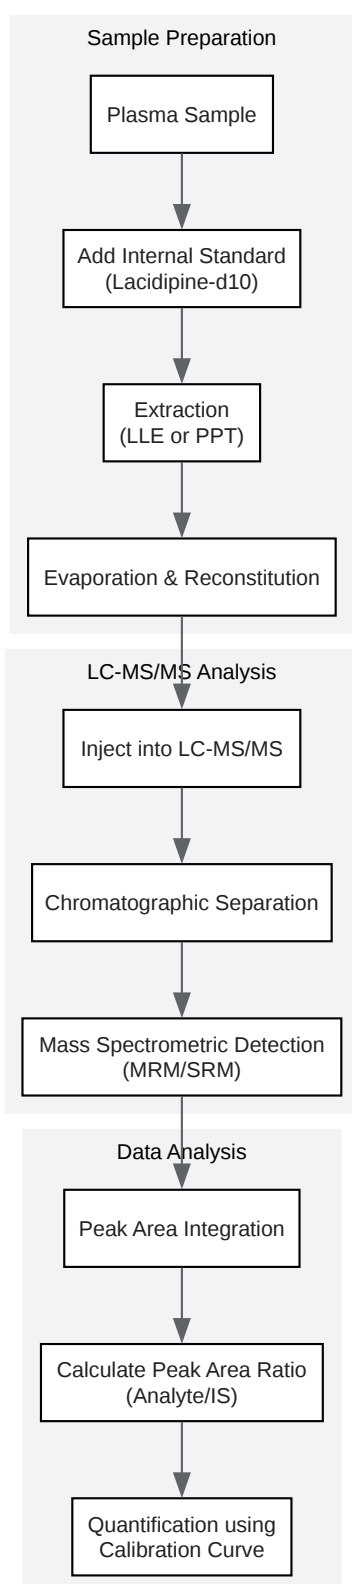 Sample Preparation
Plasma Sample
Add Internal Standard
(Lacidipine-d10)
Extraction
(LLE or PPT)
Evaporation & Reconstitution
LC-MS/MS Analysis
Inject into LC-MS/MS
Chromatographic Separation
Mass Spectrometric Detection
(MRM/SRM)
Data Analysis
Peak Area Integration
Calculate Peak Area Ratio
(Analyte/IS)
Quantification using
Calibration Curve